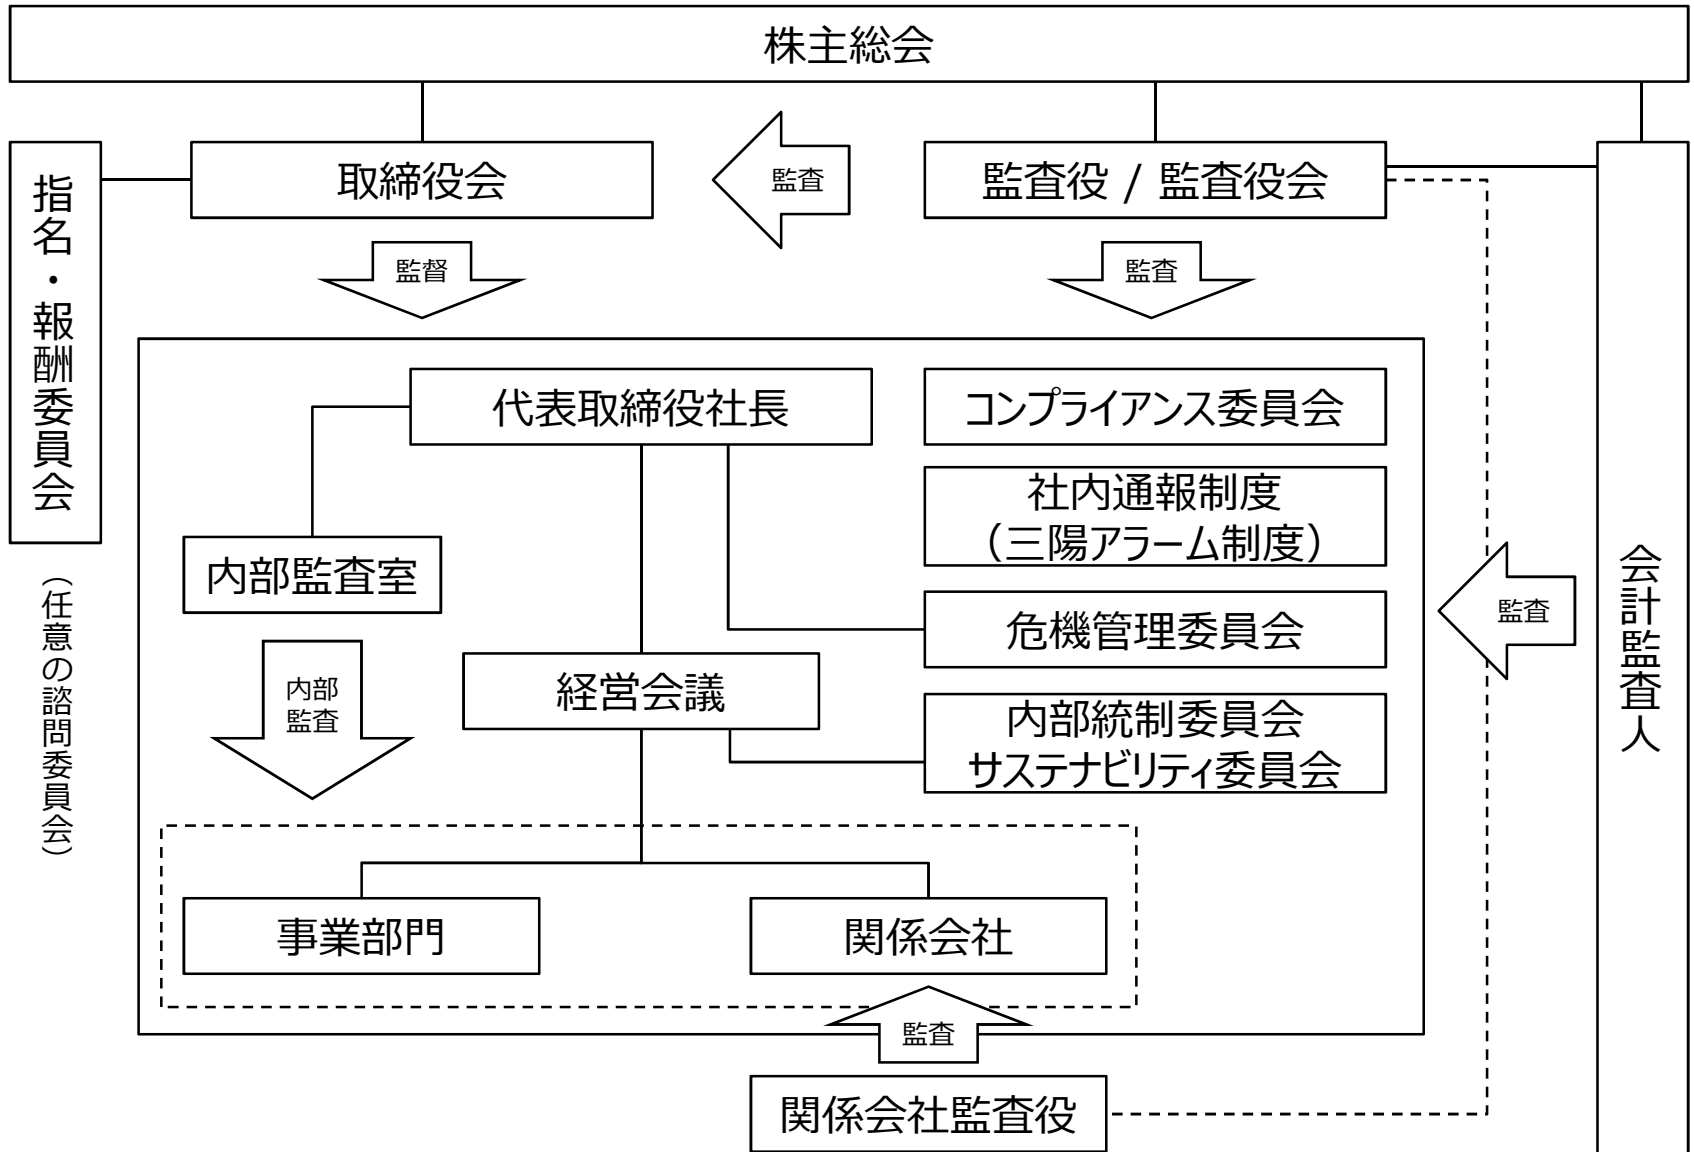 株主総会
指名・報酬委員会
（任意の諮問委員会）
取締役会
監査
監査役 / 監査役会
監督
監査
代表取締役社長
コンプライアンス委員会
社内通報制度
（三陽アラーム制度）
内部監査室
危機管理委員会
監査
会計監査人
内部
監査
経営会議
内部統制委員会
サステナビリティ委員会
事業部門
関係会社
監査
関係会社監査役